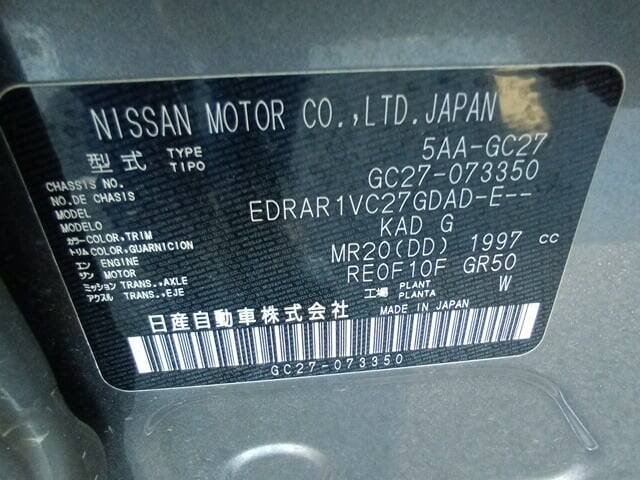 NISSAN MOTOR CO.,LTD.JAPAN
型式 TYPE TIPO 5AA-GC27
CHASSIS NO. NO.DE CHASIS GC27-073350
MODEL MODELO EDRAR1VC27GDAD-E--
カラー COLOR,TRIM トリム COLOR,GUARNICION KAD G
エンジン ENGINE MOTOR MR20(DD) 1997 cc
ミッション TRANS.,AXLE アクスル TRANS.,EJE RE0F10F GR50
工場 PLANT PLANTA W
日産自動車株式会社 MADE IN JAPAN
GC27-073350